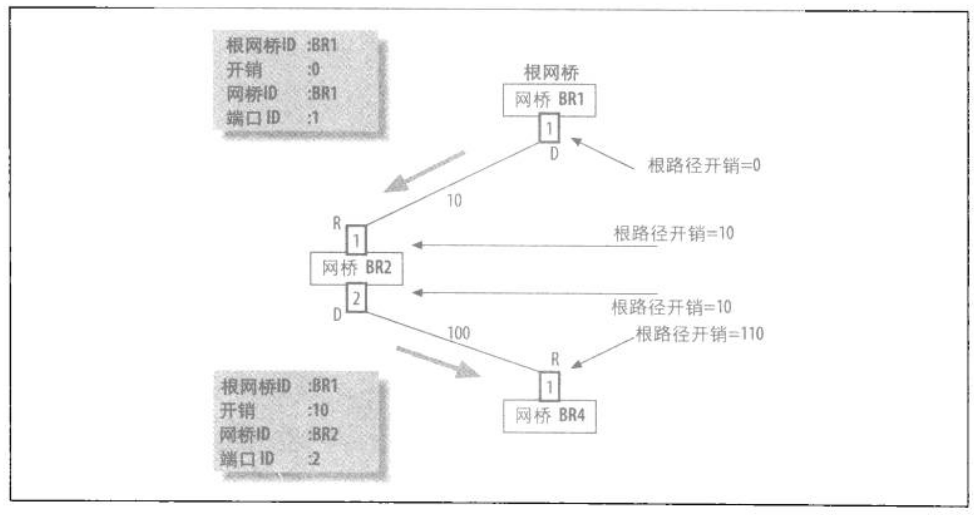 根网桥ID :BR1
开销 :0
网桥ID :BR1
端口 ID :1
根网桥
网桥 BR1
1
D
根路径开销=0
10
R
1
根路径开销=10
网桥 BR2
2
D
根路径开销=10
100
根路径开销=110
R
1
网桥 BR4
根网桥ID :BR1
开销 :10
网桥ID :BR2
端口 ID :2